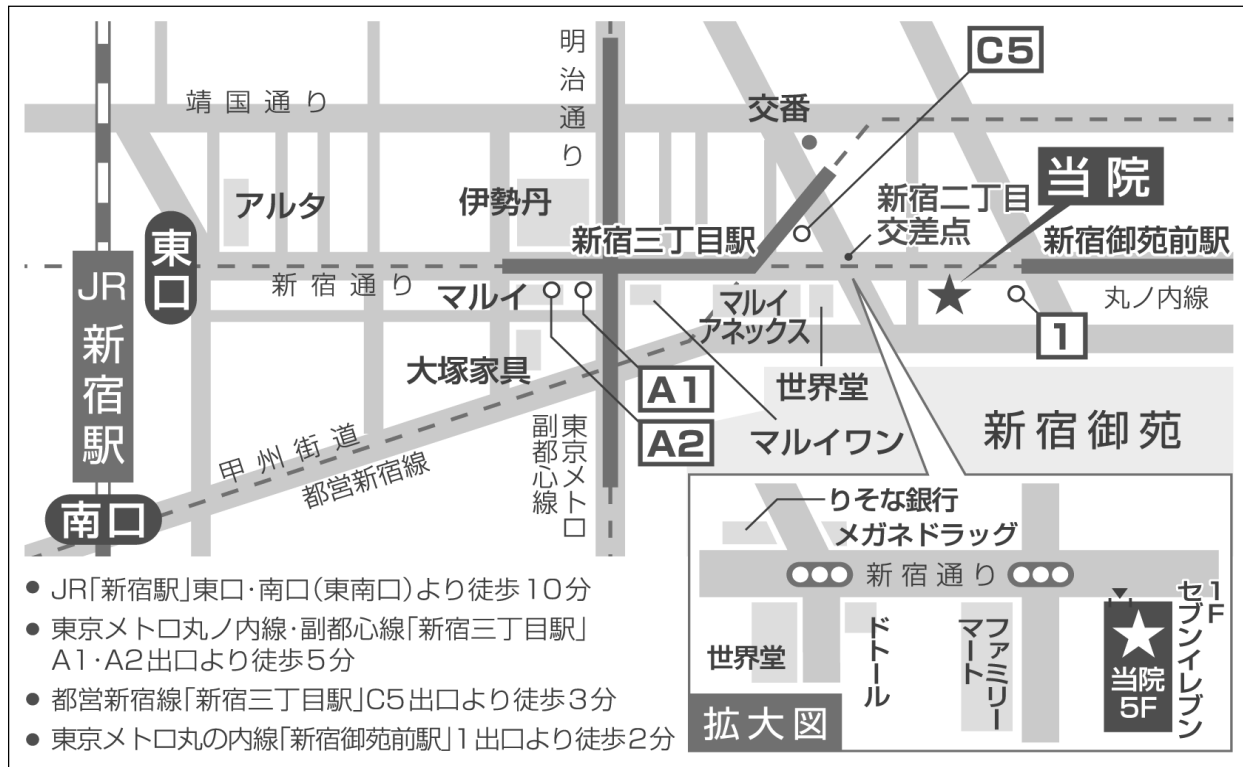 靖国通り
明治通り
C5
交番
アルタ
伊勢丹
新宿二丁目
交差点
当院
東口
新宿三丁目駅
新宿御苑前駅
JR
新宿駅
新宿通り
マルイ
マルイ
アネックス
丸ノ内線
1
大塚家具
A1
A2
世界堂
マルイワン
新宿御苑
甲州街道
都営新宿線
東京メトロ
副都心線
南口
りそな銀行
メガネドラッグ
新宿通り
世界堂
ドトール
ファミリー
マート
1F
セブンイレブン
当院
5F
拡大図
● JR「新宿駅」東口・南口(東南口)より徒歩10分
● 東京メトロ丸ノ内線・副都心線「新宿三丁目駅」
A1・A2出口より徒歩5分
● 都営新宿線「新宿三丁目駅」C5出口より徒歩3分
● 東京メトロ丸の内線「新宿御苑前駅」1出口より徒歩2分